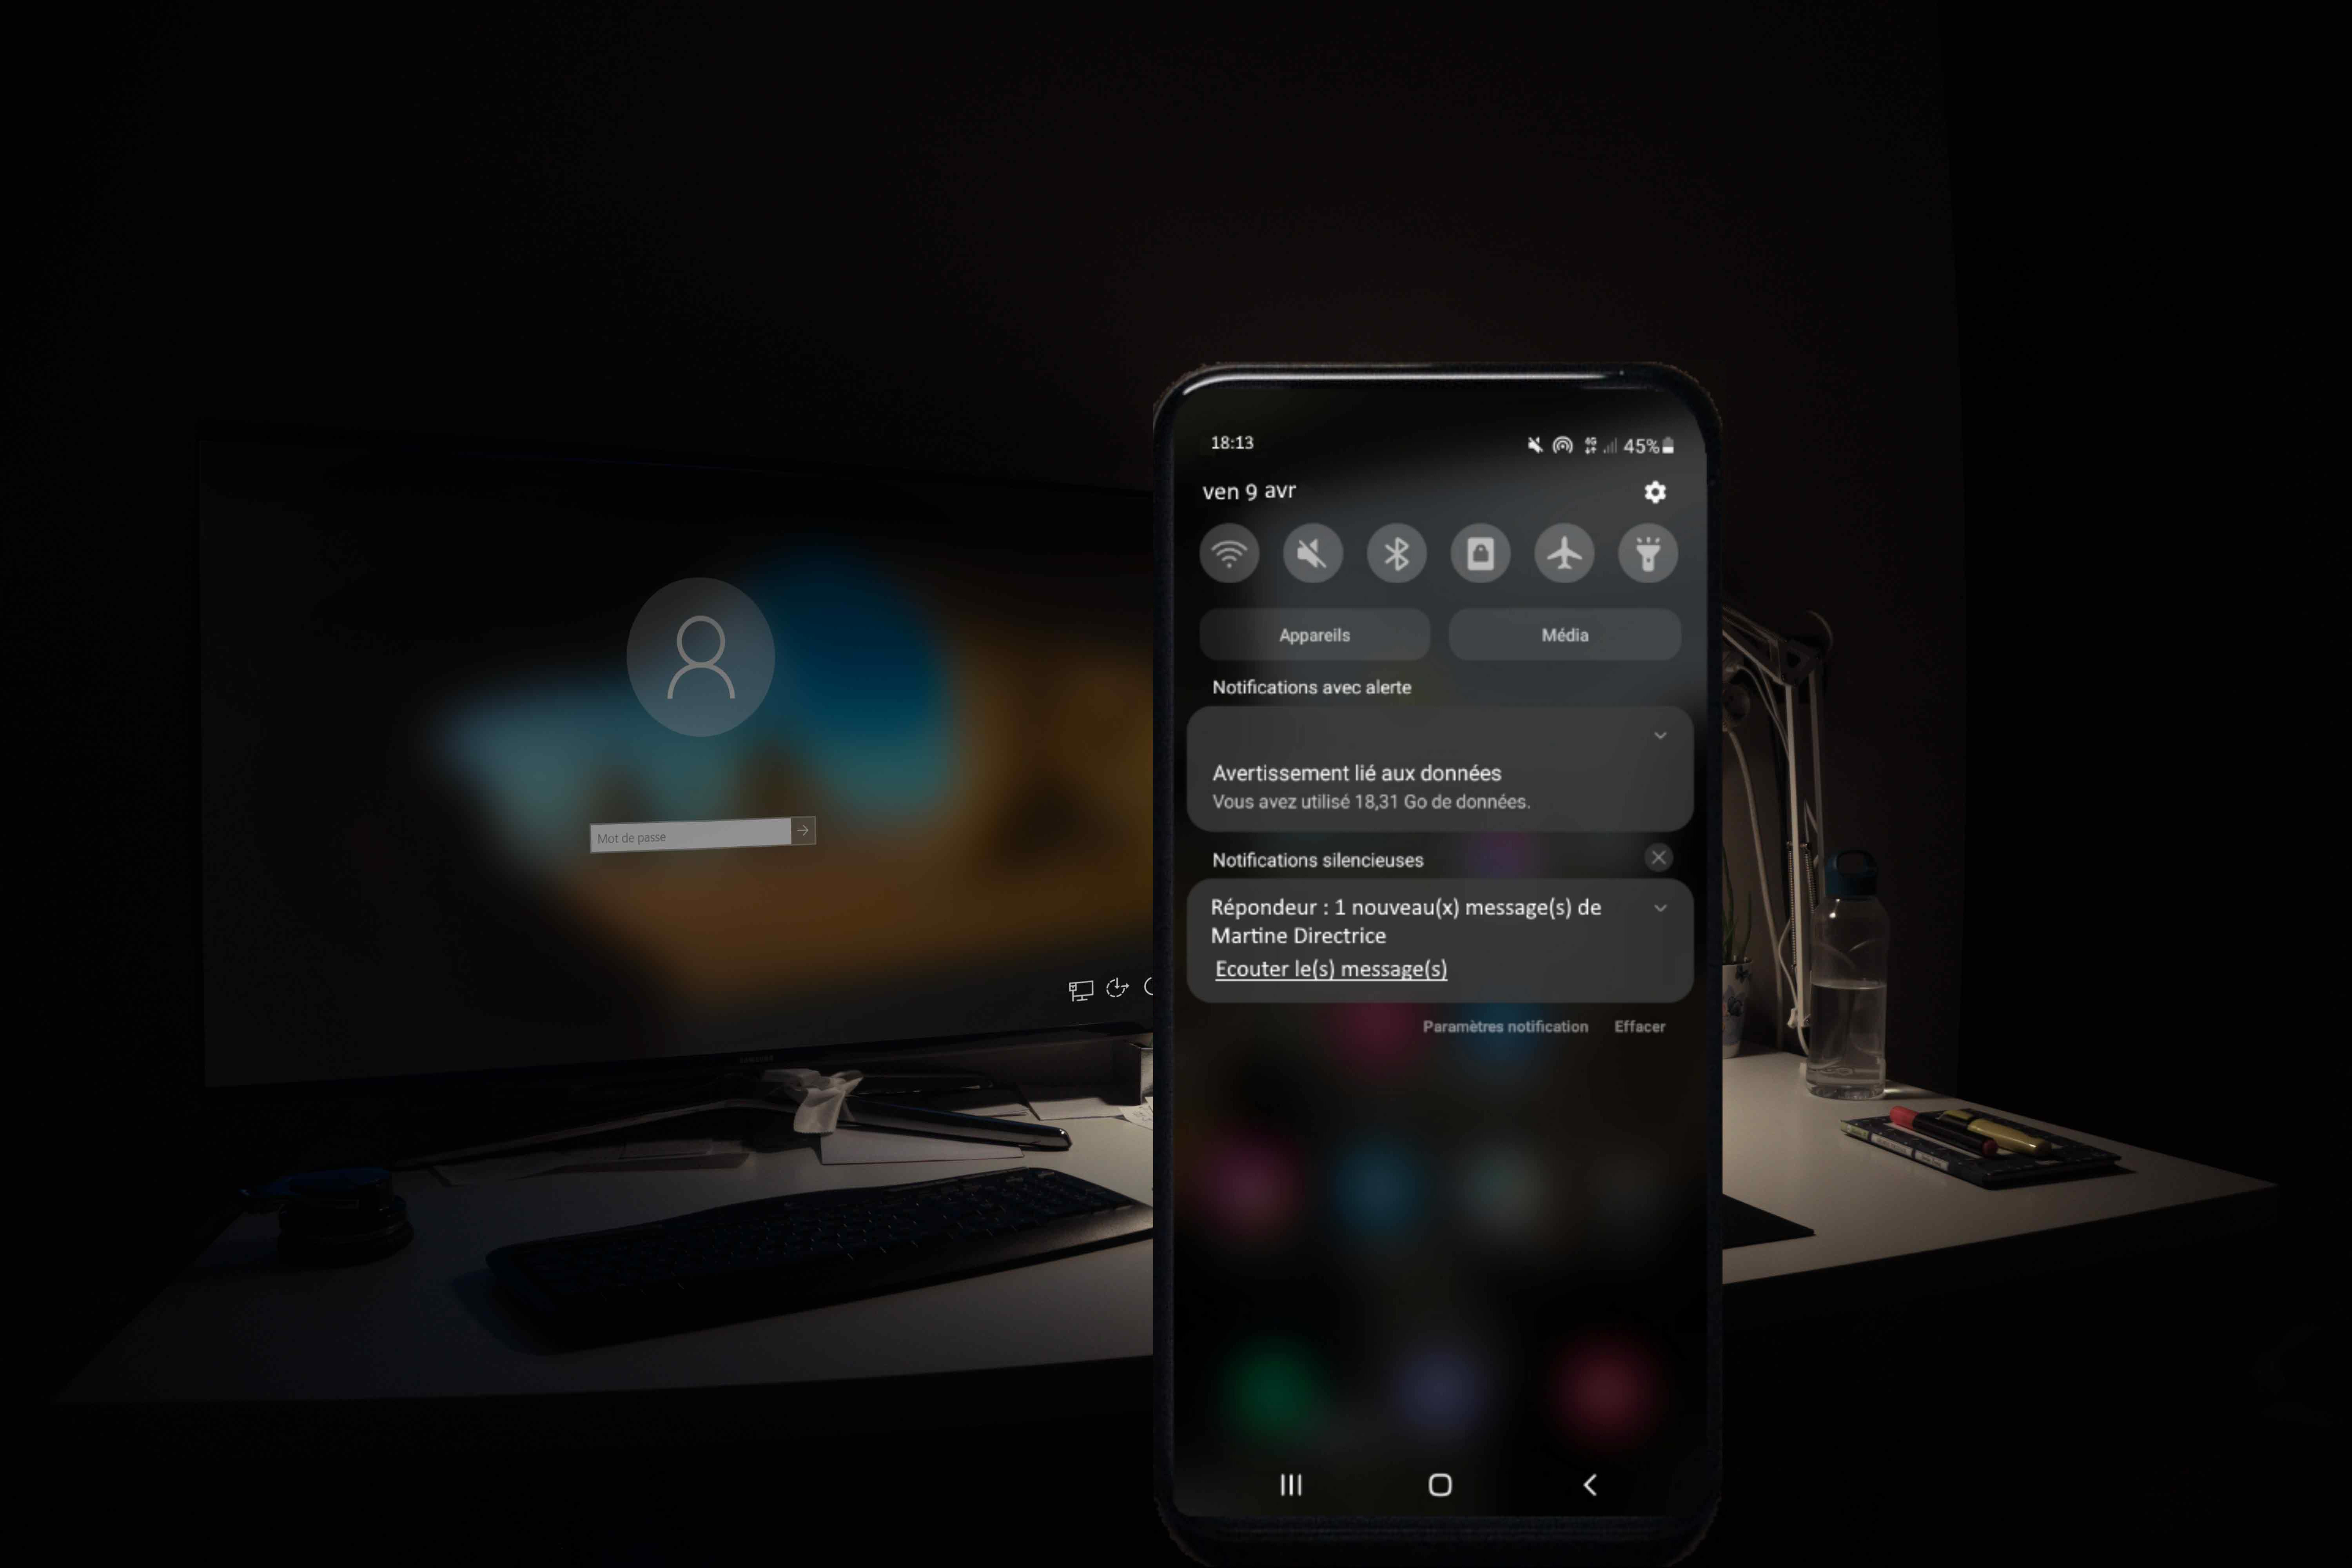 18:13
4G
45%
ven 9 avr
Appareils
Média
Notifications avec alerte
Avertissement lié aux données
Vous avez utilisé 18,31 Go de données.
Notifications silencieuses
Répondeur : 1 nouveau(x) message(s) de
Martine Directrice
Ecouter le(s) message(s)
Paramètres notification
Effacer
Mot de passe
SAMSUNG